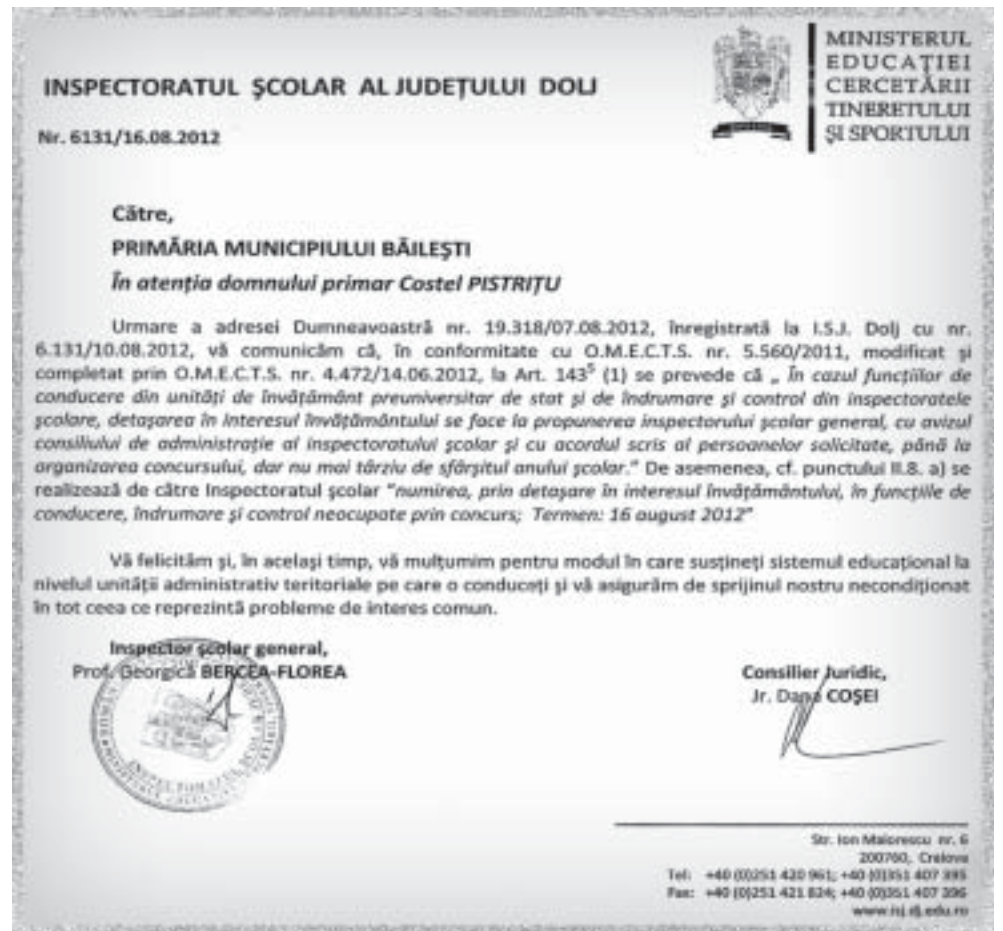 INSPECTORATUL ŞCOLAR AL JUDEŢULUI DOLJ
MINISTERUL
EDUCAŢIEI
CERCETĂRII
TINERETULUI
ŞI SPORTULUI
Nr. 6131/16.08.2012
Către,
PRIMĂRIA MUNICIPIULUI BĂILEŞTI
În atenţia domnului primar Costel PISTRIŢU
Urmare a adresei Dumneavoastră nr. 19.318/07.08.2012, înregistrată la I.S.J. Dolj cu nr.
6.131/10.08.2012, vă comunicăm că, în conformitate cu O.M.E.C.T.S. nr. 5.560/2011, modificat şi
completat prin O.M.E.C.T.S. nr. 4.472/14.06.2012, la Art. 143⁵ (1) se prevede că „ În cazul funcţiilor de
conducere din unităţi de învăţământ preuniversitar de stat şi de îndrumare şi control din inspectoratele
şcolare, detaşarea în interesul învăţământului se face la propunerea inspectorului şcolar general, cu avizul
consiliului de administraţie al inspectoratului şcolar şi cu acordul scris al persoanelor solicitate, până la
organizarea concursului, dar nu mai târziu de sfârşitul anului şcolar." De asemenea, cf. punctului II.8. a) se
realizează de către Inspectoratul şcolar "numirea, prin detaşare în interesul învăţământului, în funcţiile de
conducere, îndrumare şi control neocupate prin concurs; Termen: 16 august 2012"
Vă felicităm şi, în acelaşi timp, vă mulţumim pentru modul în care susţineţi sistemul educaţional la
nivelul unităţii administrativ teritoriale pe care o conduceţi şi vă asigurăm de sprijinul nostru necondiţionat
în tot ceea ce reprezintă probleme de interes comun.
Inspector şcolar general,
Prof. Georgică BERCEA-FLOREA
Consilier Juridic,
Jr. Dana COŞEI
Str. Ion Maiorescu nr. 6
200760, Craiova
Tel: +40 (0)251 420 961; +40 (0)351 407 395
Fax: +40 (0)251 421 824; +40 (0)351 407 396
www.isj.dj.edu.ro